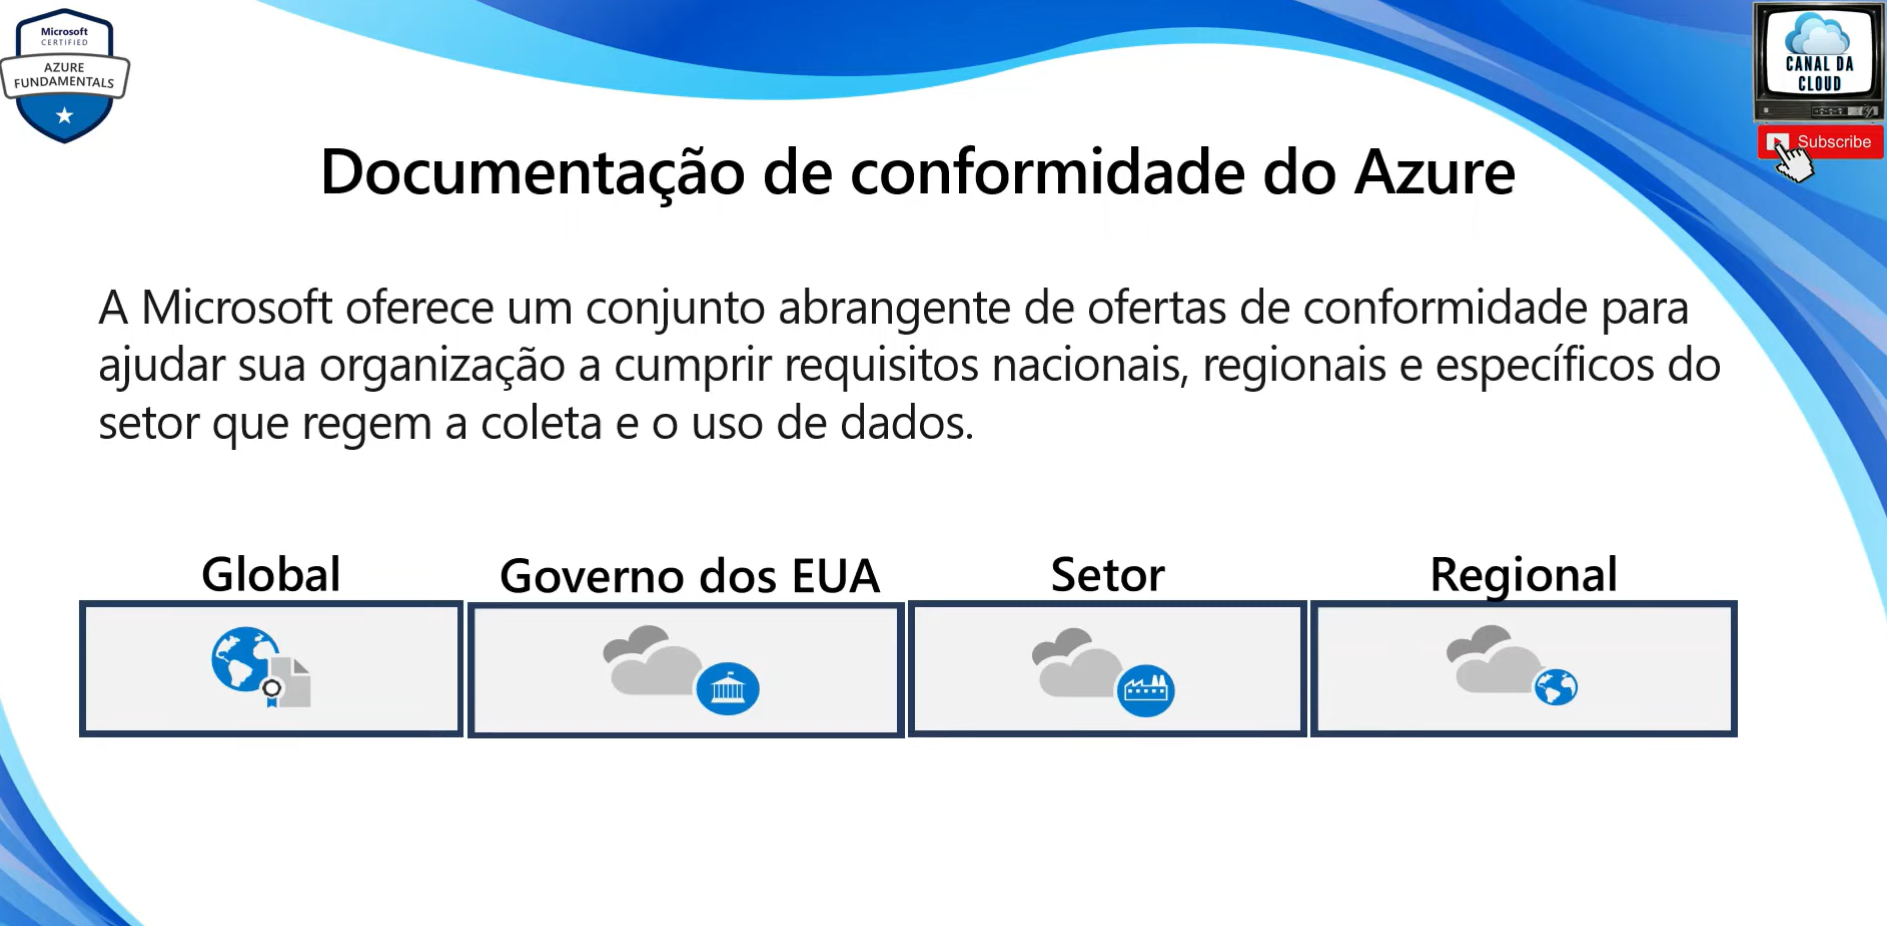 Microsoft
CERTIFIED
AZURE
FUNDAMENTALS
CANAL DA
CLOUD
Subscribe
Documentação de conformidade do Azure
A Microsoft oferece um conjunto abrangente de ofertas de conformidade para
ajudar sua organização a cumprir requisitos nacionais, regionais e específicos do
setor que regem a coleta e o uso de dados.
Global
Governo dos EUA
Setor
Regional